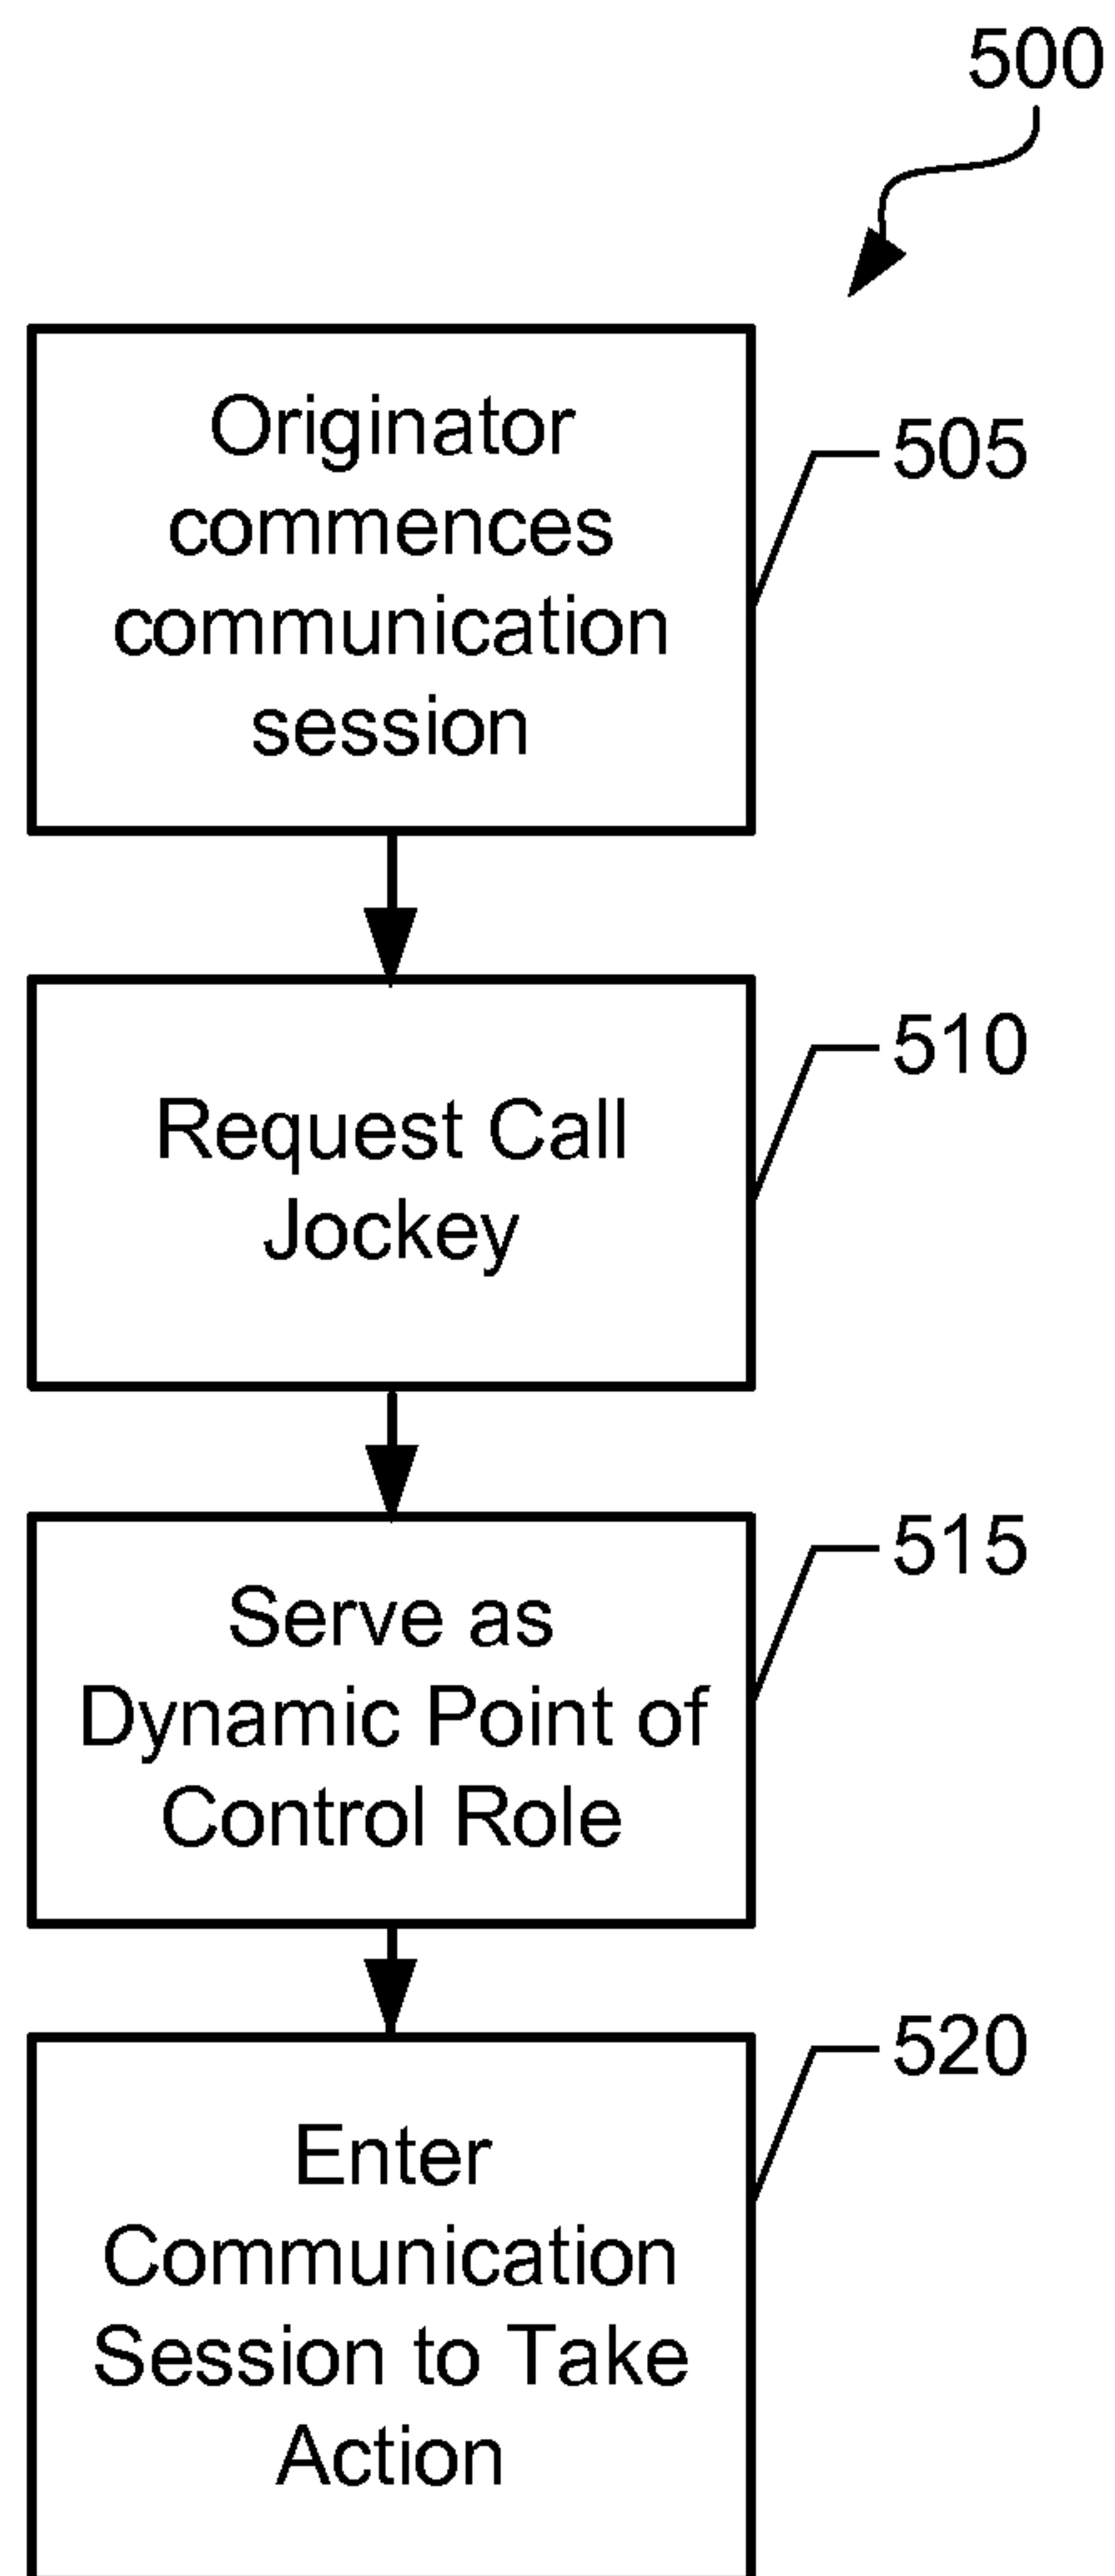 500
Originator
commences
communication
session
505
Request Call
Jockey
510
Serve as
Dynamic Point of
Control Role
515
Enter
Communication
Session to Take
Action
520